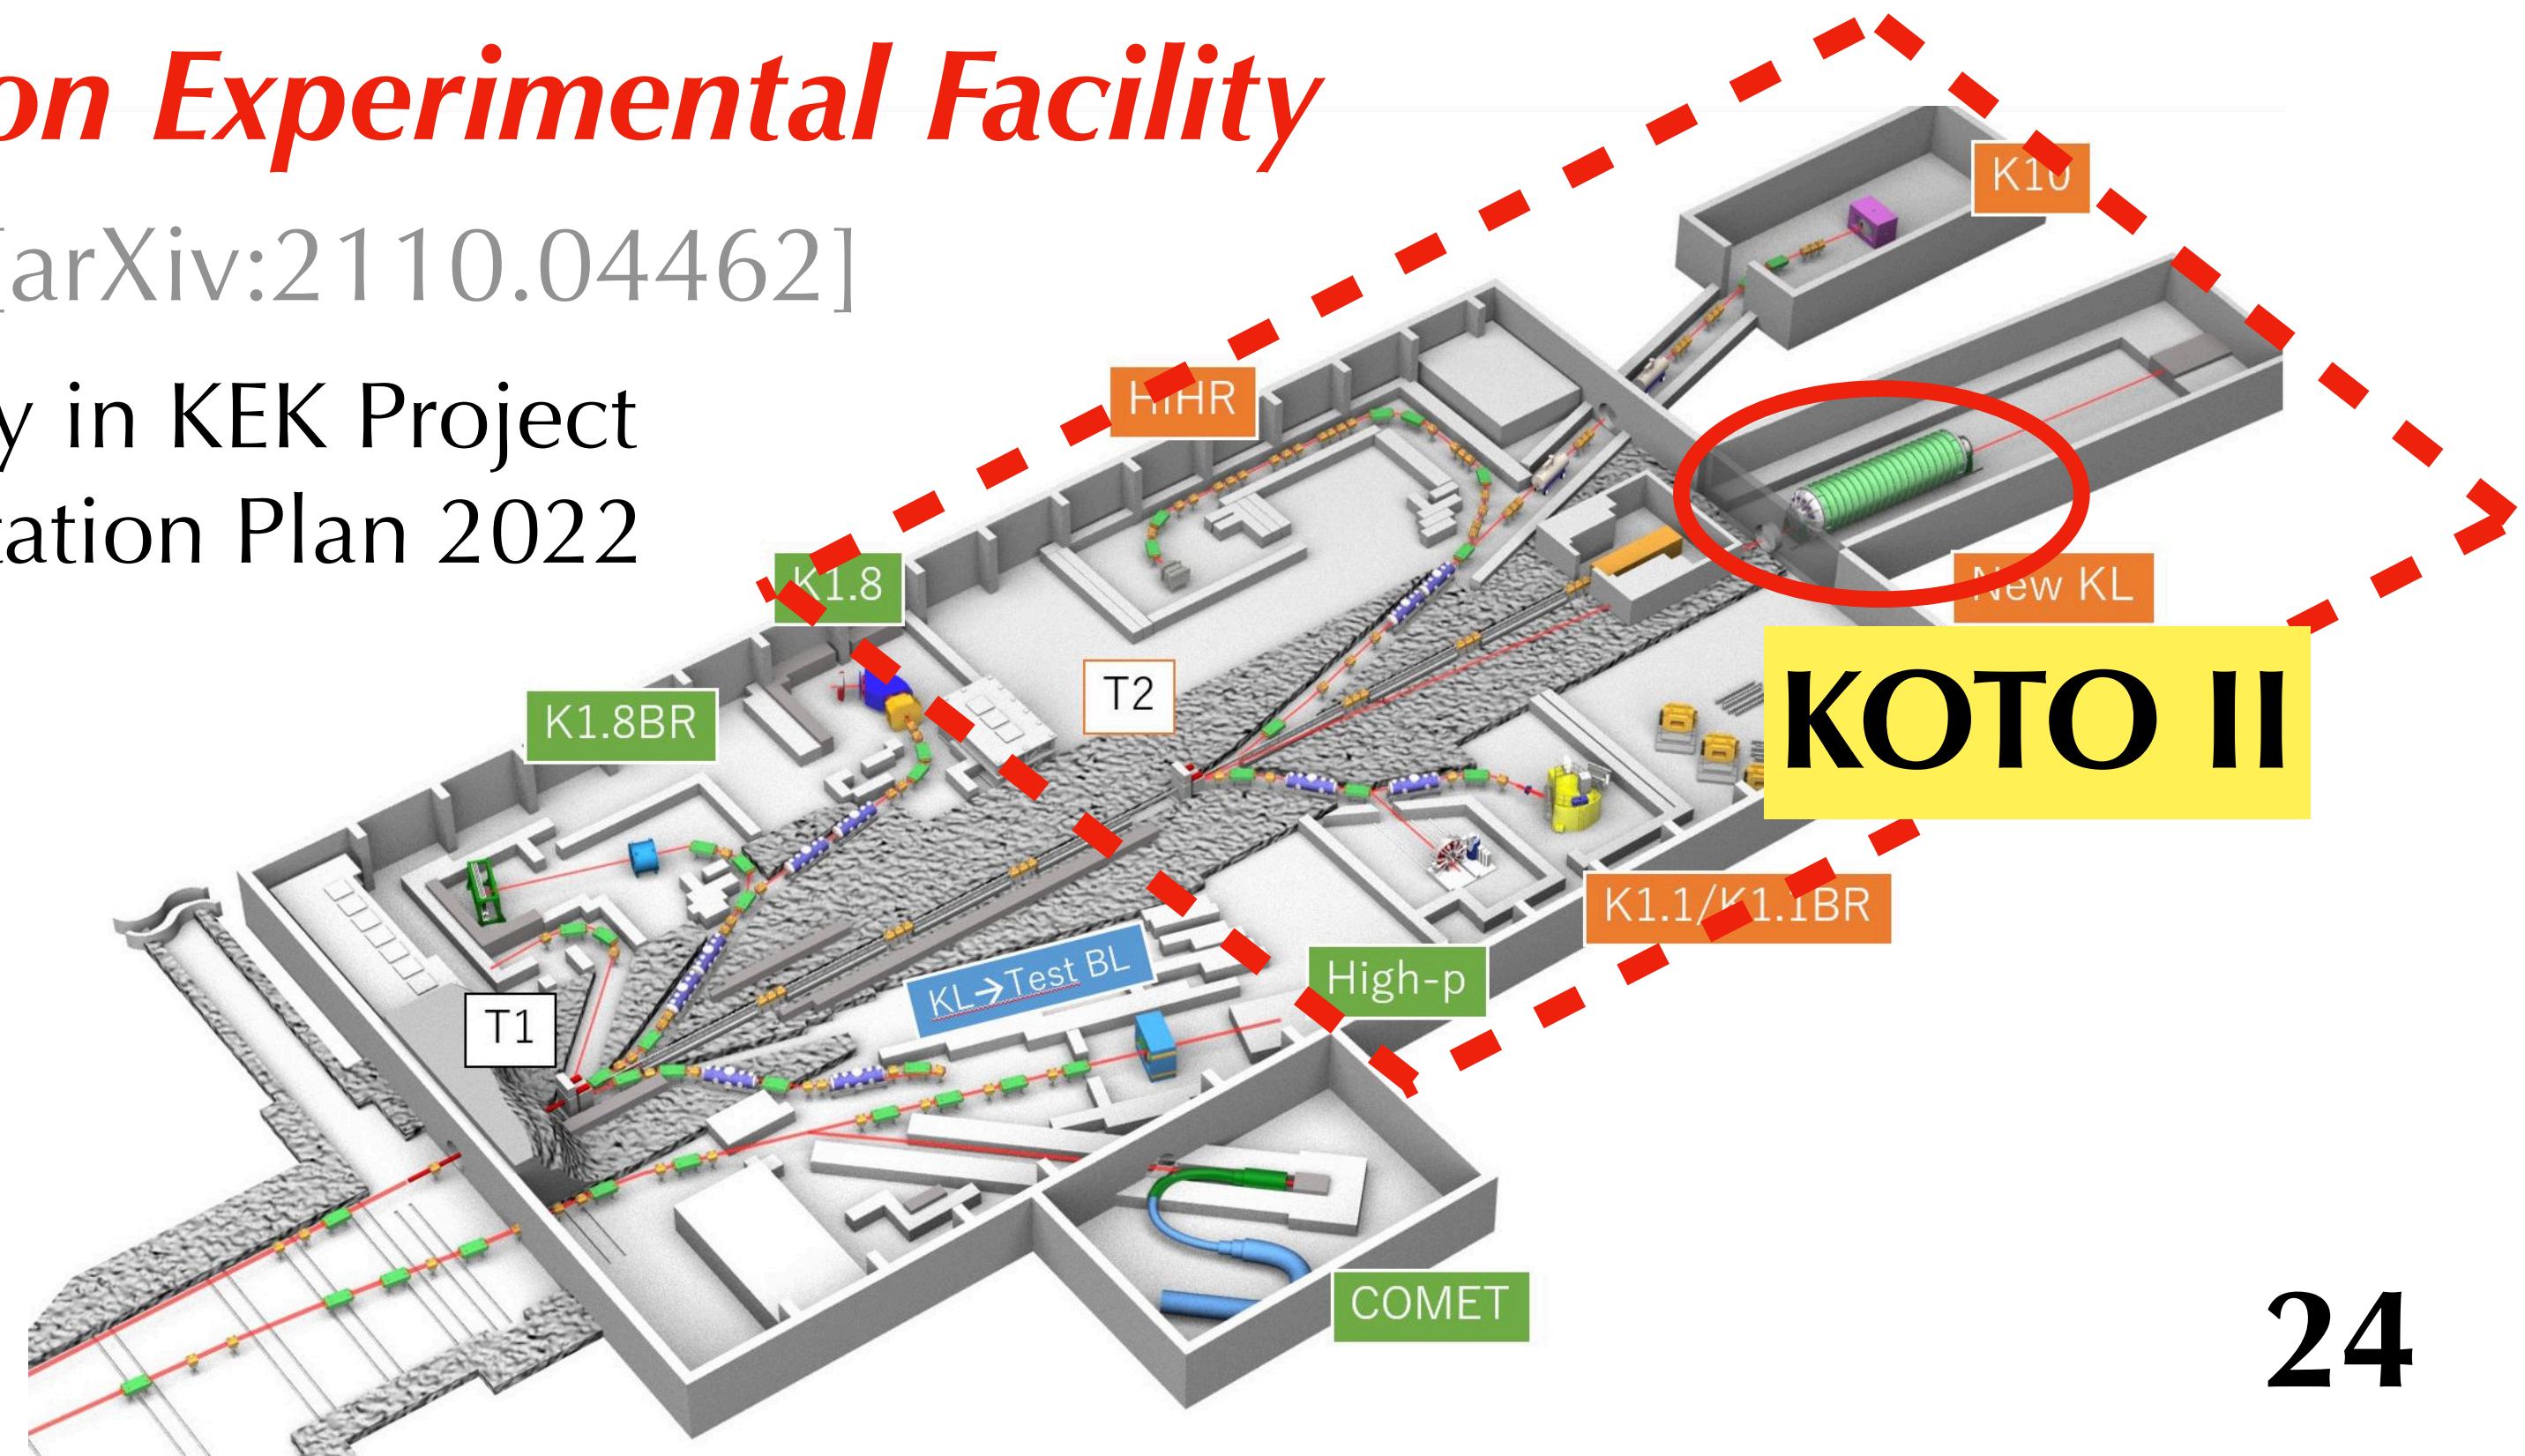 on Experimental Facility
[arXiv:2110.04462]
y in KEK Project
tation Plan 2022
K10
HIHR
K1.8
New KL
T2
K1.8BR
KOTO II
K1.1/K1.1BR
High-p
KL→Test BL
T1
COMET
24